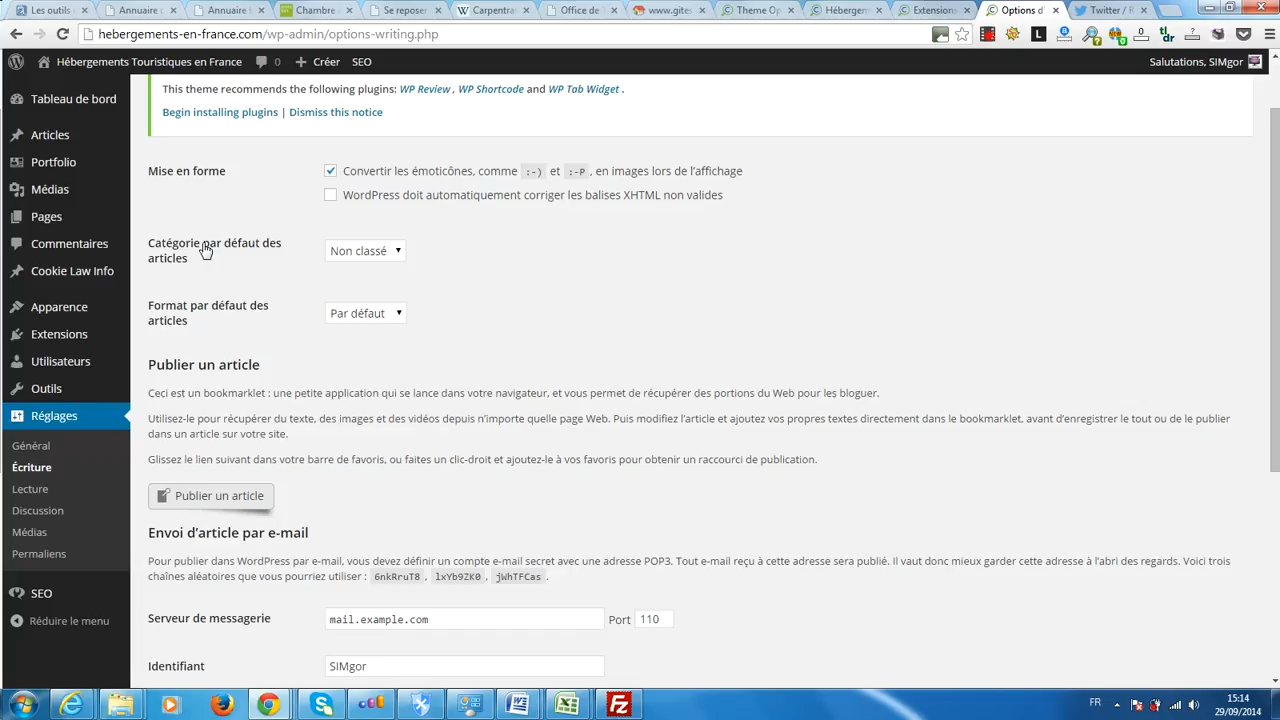 Les outils
Annuaire c
Annuaire
Chambre
Se repose
Carpentra
Office de
www.gites
Theme Op
Héberge
Extensions
Options d'
Twitter / R
hebergements-en-france.com/wp-admin/options-writing.php
Hébergements Touristiques en France 0 Créer SEO
Salutations, SIMgor
Tableau de bord
Articles
Portfolio
Médias
Pages
Commentaires
Cookie Law Info
Apparence
Extensions
Utilisateurs
Outils
Réglages
Général
Écriture
Lecture
Discussion
Médias
Permaliens
SEO
Réduire le menu
This theme recommends the following plugins: WP Review , WP Shortcode and WP Tab Widget .
Begin installing plugins | Dismiss this notice
Mise en forme
Convertir les émoticônes, comme :-) et :-P , en images lors de l'affichage
WordPress doit automatiquement corriger les balises XHTML non valides
Catégorie par défaut des
articles
Non classé
Format par défaut des
articles
Par défaut
Publier un article
Ceci est un bookmarklet : une petite application qui se lance dans votre navigateur, et vous permet de récupérer des portions du Web pour les bloguer.
Utilisez-le pour récupérer du texte, des images et des vidéos depuis n'importe quelle page Web. Puis modifiez l'article et ajoutez vos propres textes directement dans le bookmarklet, avant d'enregistrer le tout ou de le publier
dans un article sur votre site.
Glissez le lien suivant dans votre barre de favoris, ou faites un clic-droit et ajoutez-le à vos favoris pour obtenir un raccourci de publication.
Publier un article
Envoi d'article par e-mail
Pour publier dans WordPress par e-mail, vous devez définir un compte e-mail secret avec une adresse POP3. Tout e-mail reçu à cette adresse sera publié. Il vaut donc mieux garder cette adresse à l'abri des regards. Voici trois
chaînes aléatoires que vous pourriez utiliser : 6nkRruT8 , lxYb9ZK0 , jWhTFCas .
Serveur de messagerie
mail.example.com
Port 110
Identifiant
SIMgor
FR
15:14
29/09/2014